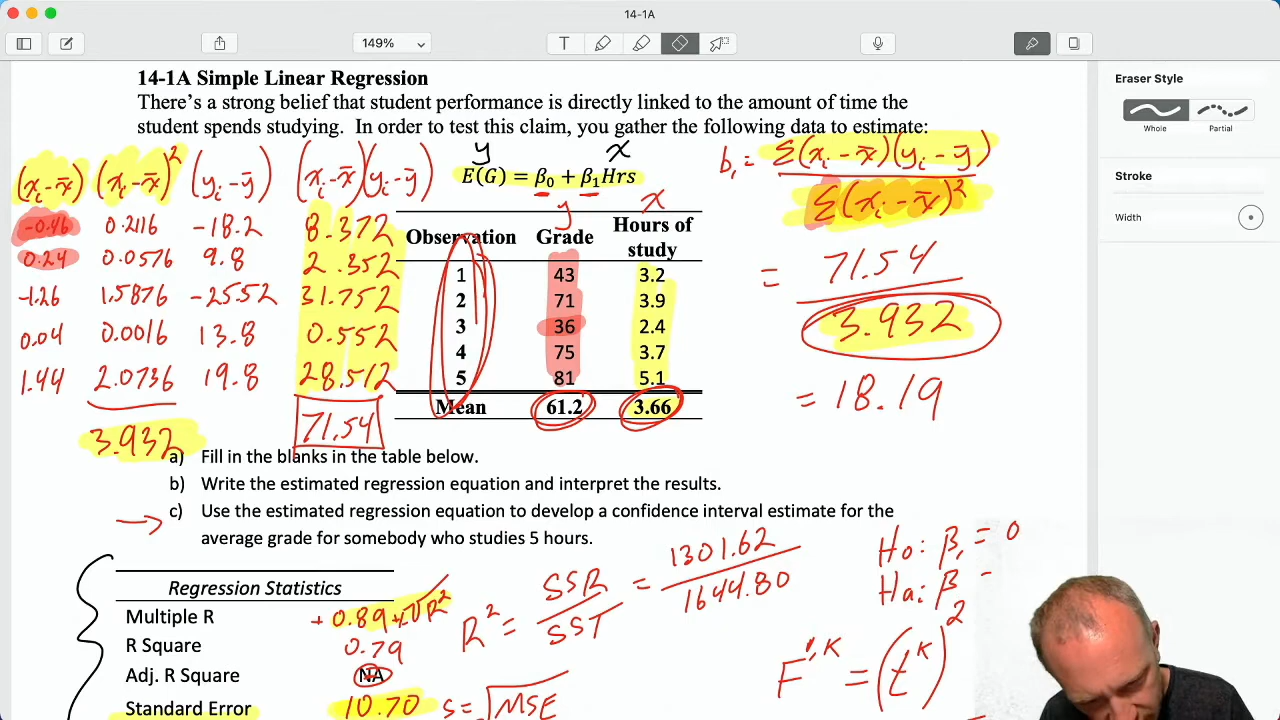 14-1A
149%
T
14-1A Simple Linear Regression
There's a strong belief that student performance is directly linked to the amount of time the
student spends studying. In order to test this claim, you gather the following data to estimate:
y x
E(G) = β0 + β1Hrs
(xi - x̄) (xi - x̄)² (yi - ȳ) (xi - x̄)(yi - ȳ)
-0.46 0.2116 -18.2 8.372
0.24 0.0576 9.8 2.352
-1.26 1.5876 -25.52 31.752
0.04 0.0016 13.8 0.552
1.44 2.0736 19.8 28.512
3.932 71.54
y x
Observation Grade Hours of study
1 43 3.2
2 71 3.9
3 36 2.4
4 75 3.7
5 81 5.1
Mean 61.2 3.66
b1 = Σ(xi - x̄)(yi - ȳ)
Σ(xi - x̄)²
= 71.54
3.932
= 18.19
a) Fill in the blanks in the table below.
b) Write the estimated regression equation and interpret the results.
c) Use the estimated regression equation to develop a confidence interval estimate for the
average grade for somebody who studies 5 hours.
Regression Statistics
Multiple R + 0.89 +√R²
R Square 0.79
Adj. R Square NA
Standard Error 10.70 s = √MSE
R² = SSR = 1301.62
SST 1644.80
Ho: β1 = 0
Ha: β
F1,K = (tK)2
Eraser Style
Whole Partial
Stroke
Width